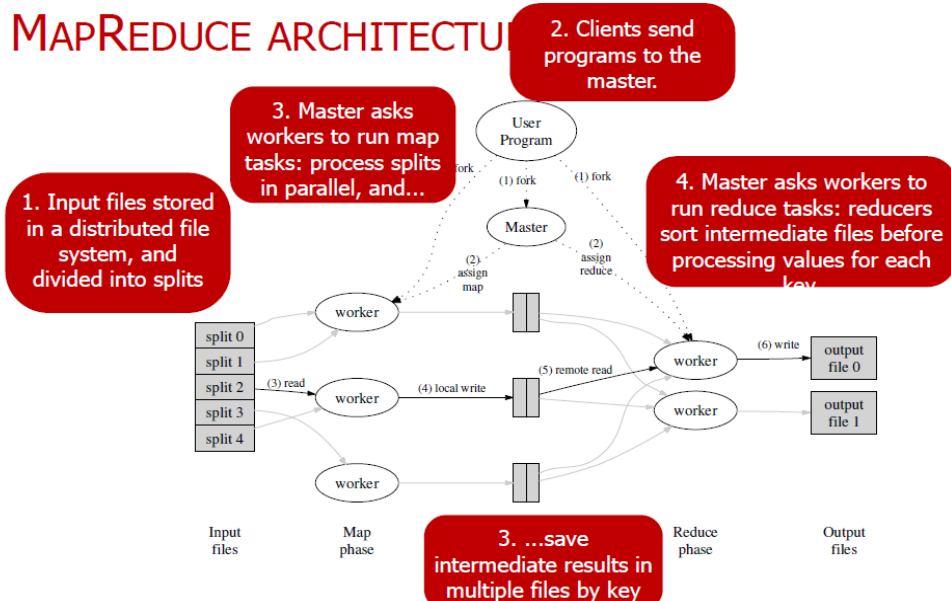 MAPREDUCE ARCHITECTU
2. Clients send
programs to the
master.
3. Master asks
workers to run map
tasks: process splits
in parallel, and...
User
Program
fork
(1) fork
(1) fork
1. Input files stored
in a distributed file
system, and
divided into splits
4. Master asks workers to
run reduce tasks: reducers
sort intermediate files before
processing values for each
key
Master
(2)
assign
map
(2)
assign
reduce
worker
split 0
split 1
split 2
split 3
split 4
(3) read
worker
(4) local write
(5) remote read
worker
(6) write
output
file 0
worker
output
file 1
worker
Input
files
Map
phase
3. ...save
intermediate results in
multiple files by key
Reduce
phase
Output
files